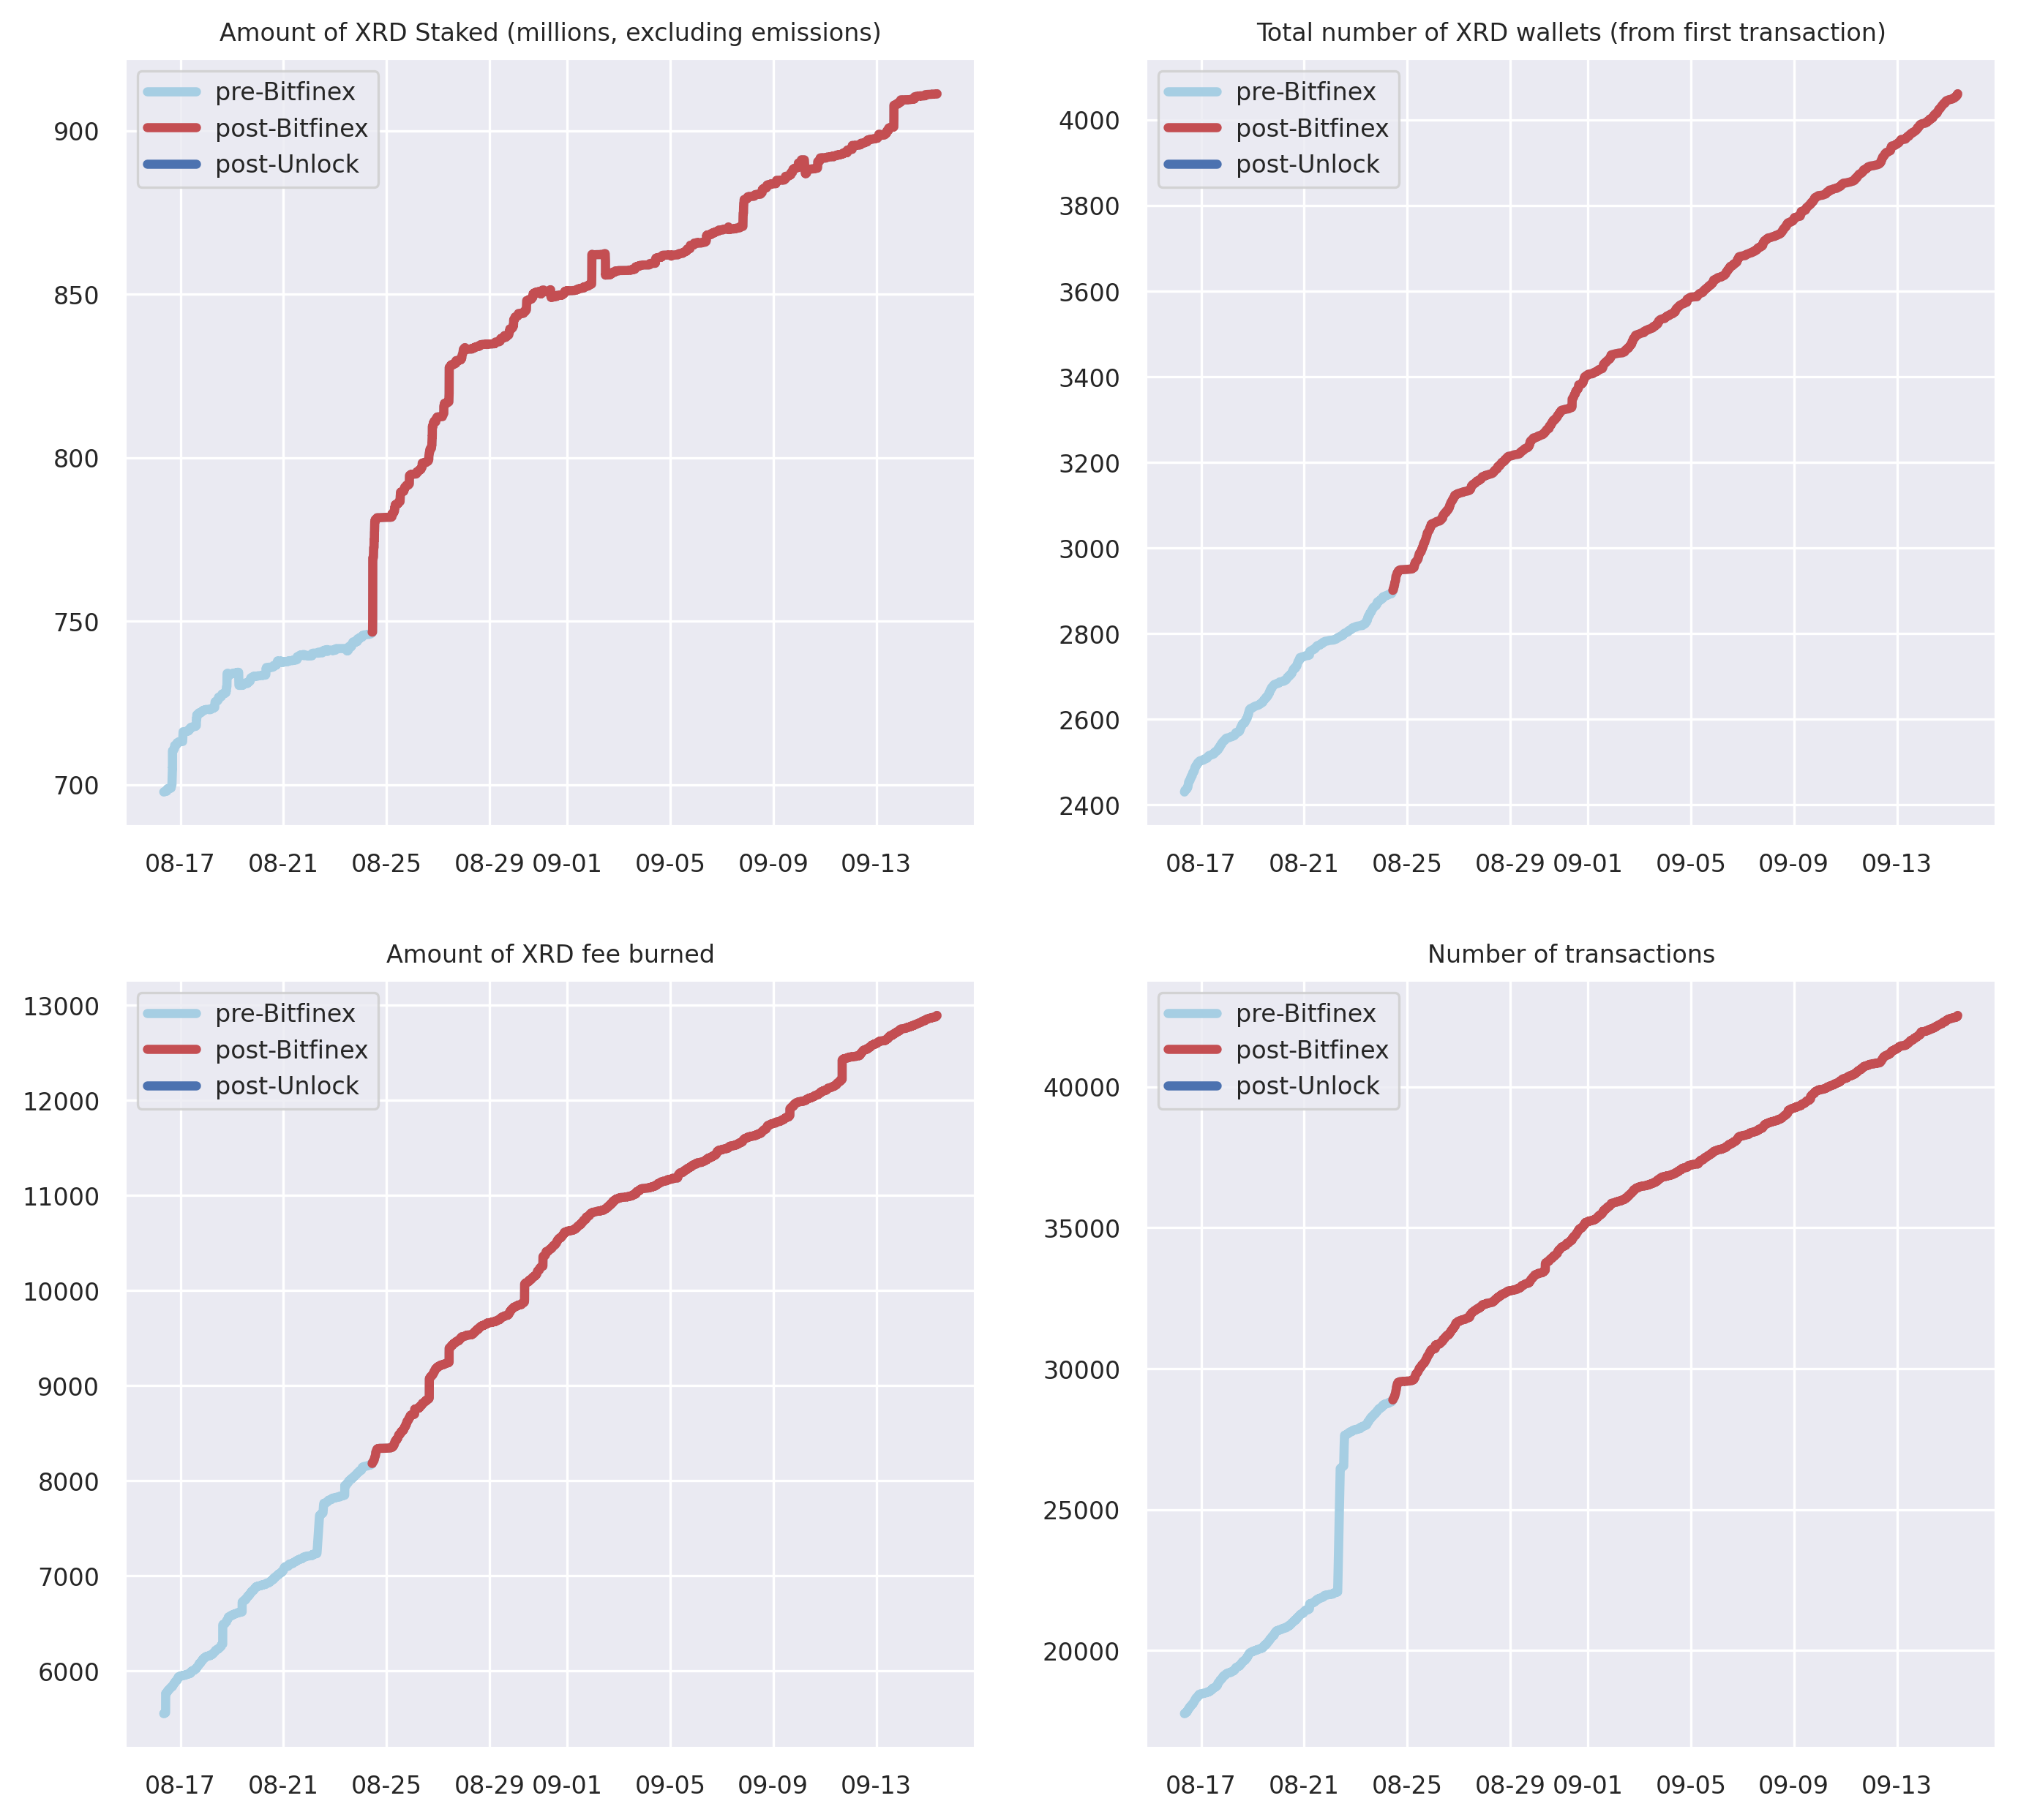 Amount of XRD Staked (millions, excluding emissions)
pre-Bitfinex
post-Bitfinex
post-Unlock
900
850
800
750
700
08-17 08-21 08-25 08-29 09-01 09-05 09-09 09-13
Total number of XRD wallets (from first transaction)
pre-Bitfinex
post-Bitfinex
post-Unlock
4000
3800
3600
3400
3200
3000
2800
2600
2400
08-17 08-21 08-25 08-29 09-01 09-05 09-09 09-13
Amount of XRD fee burned
pre-Bitfinex
post-Bitfinex
post-Unlock
13000
12000
11000
10000
9000
8000
7000
6000
08-17 08-21 08-25 08-29 09-01 09-05 09-09 09-13
Number of transactions
pre-Bitfinex
post-Bitfinex
post-Unlock
40000
35000
30000
25000
20000
08-17 08-21 08-25 08-29 09-01 09-05 09-09 09-13